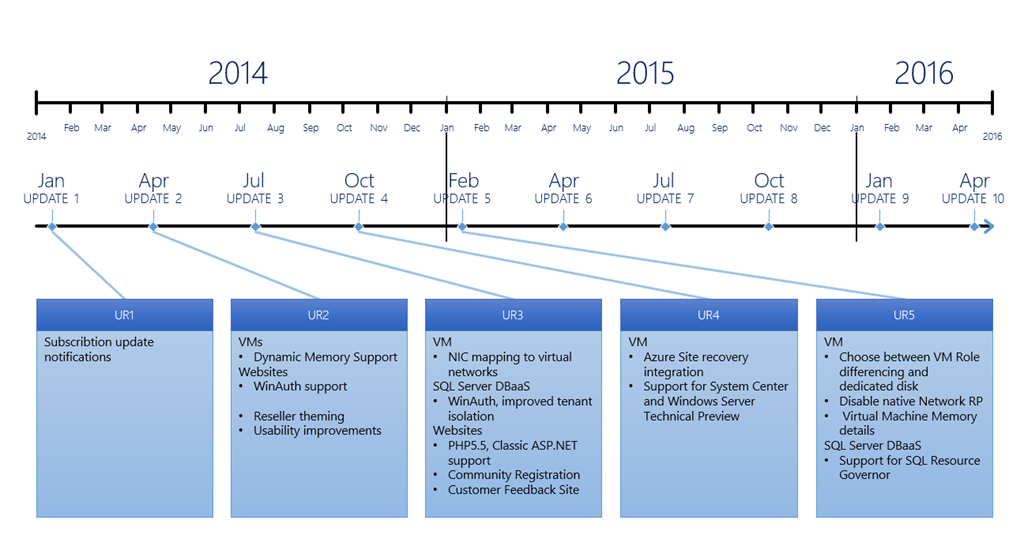 2014
2015
2016
2014
Feb
Mar
Apr
May
Jun
Jul
Aug
Sep
Oct
Nov
Dec
Jan
Feb
Mar
Apr
May
Jun
Jul
Aug
Sep
Oct
Nov
Dec
Jan
Feb
Mar
Apr
2016
Jan
UPDATE 1
Apr
UPDATE 2
Jul
UPDATE 3
Oct
UPDATE 4
Feb
UPDATE 5
Apr
UPDATE 6
Jul
UPDATE 7
Oct
UPDATE 8
Jan
UPDATE 9
Apr
UPDATE 10
UR1
Subscribtion update
notifications
UR2
VMs
• Dynamic Memory Support
Websites
• WinAuth support
• Reseller theming
• Usability improvements
UR3
VM
• NIC mapping to virtual
networks
SQL Server DBaaS
• WinAuth, improved tenant
isolation
Websites
• PHP5.5, Classic ASP.NET
support
• Community Registration
• Customer Feedback Site
UR4
VM
• Azure Site recovery
integration
• Support for System Center
and Windows Server
Technical Preview
UR5
VM
• Choose between VM Role
differencing and
dedicated disk
• Disable native Network RP
• Virtual Machine Memory
details
SQL Server DBaaS
• Support for SQL Resource
Governor